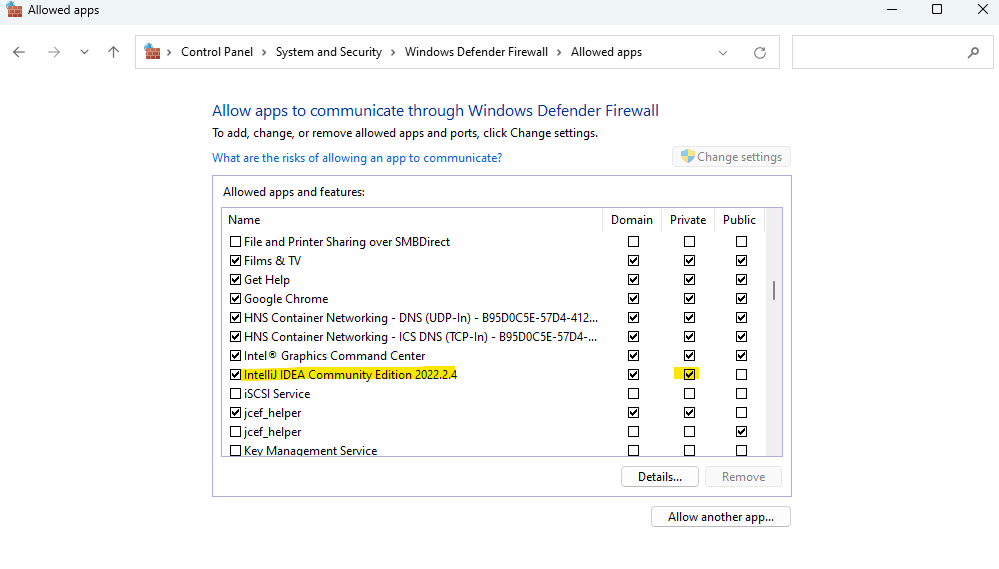 Allowed apps
Control Panel > System and Security > Windows Defender Firewall > Allowed apps
Allow apps to communicate through Windows Defender Firewall
To add, change, or remove allowed apps and ports, click Change settings.
What are the risks of allowing an app to communicate?
Change settings
Allowed apps and features:
Name Domain Private Public
File and Printer Sharing over SMBDirect
Films & TV
Get Help
Google Chrome
HNS Container Networking - DNS (UDP-In) - B95D0C5E-57D4-412...
HNS Container Networking - ICS DNS (TCP-In) - B95D0C5E-57D4-...
Intel® Graphics Command Center
IntelliJ IDEA Community Edition 2022.2.4
iSCSI Service
jcef_helper
jcef_helper
Key Management Service
Details... Remove
Allow another app...